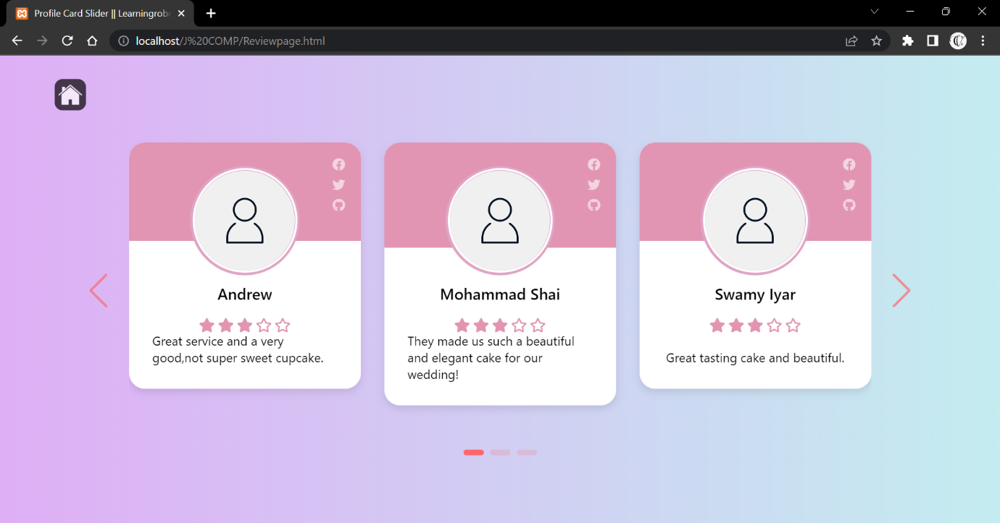 Profile Card Slider || Learningrob
localhost/J%20COMP/Reviewpage.html
Andrew
Great service and a very
good,not super sweet cupcake.
Mohammad Shai
They made us such a beautiful
and elegant cake for our
wedding!
Swamy Iyar
Great tasting cake and beautiful.